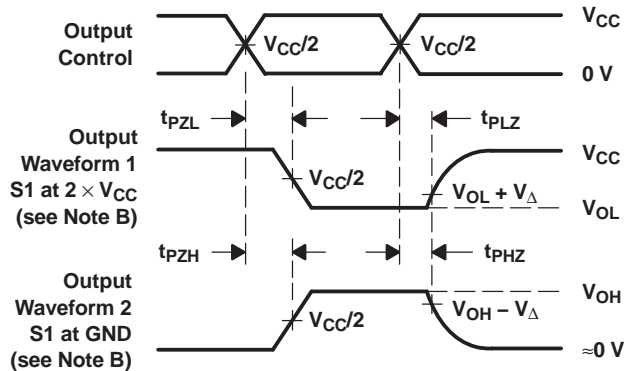 Output
Control
V_CC/2
V_CC/2
V_CC
0 V
t_PZL
t_PLZ
Output
Waveform 1
S1 at 2 × V_CC
(see Note B)
V_CC/2
V_CC
V_OL + V_Δ
V_OL
t_PZH
t_PHZ
Output
Waveform 2
S1 at GND
(see Note B)
V_CC/2
V_OH
V_OH − V_Δ
≈0 V